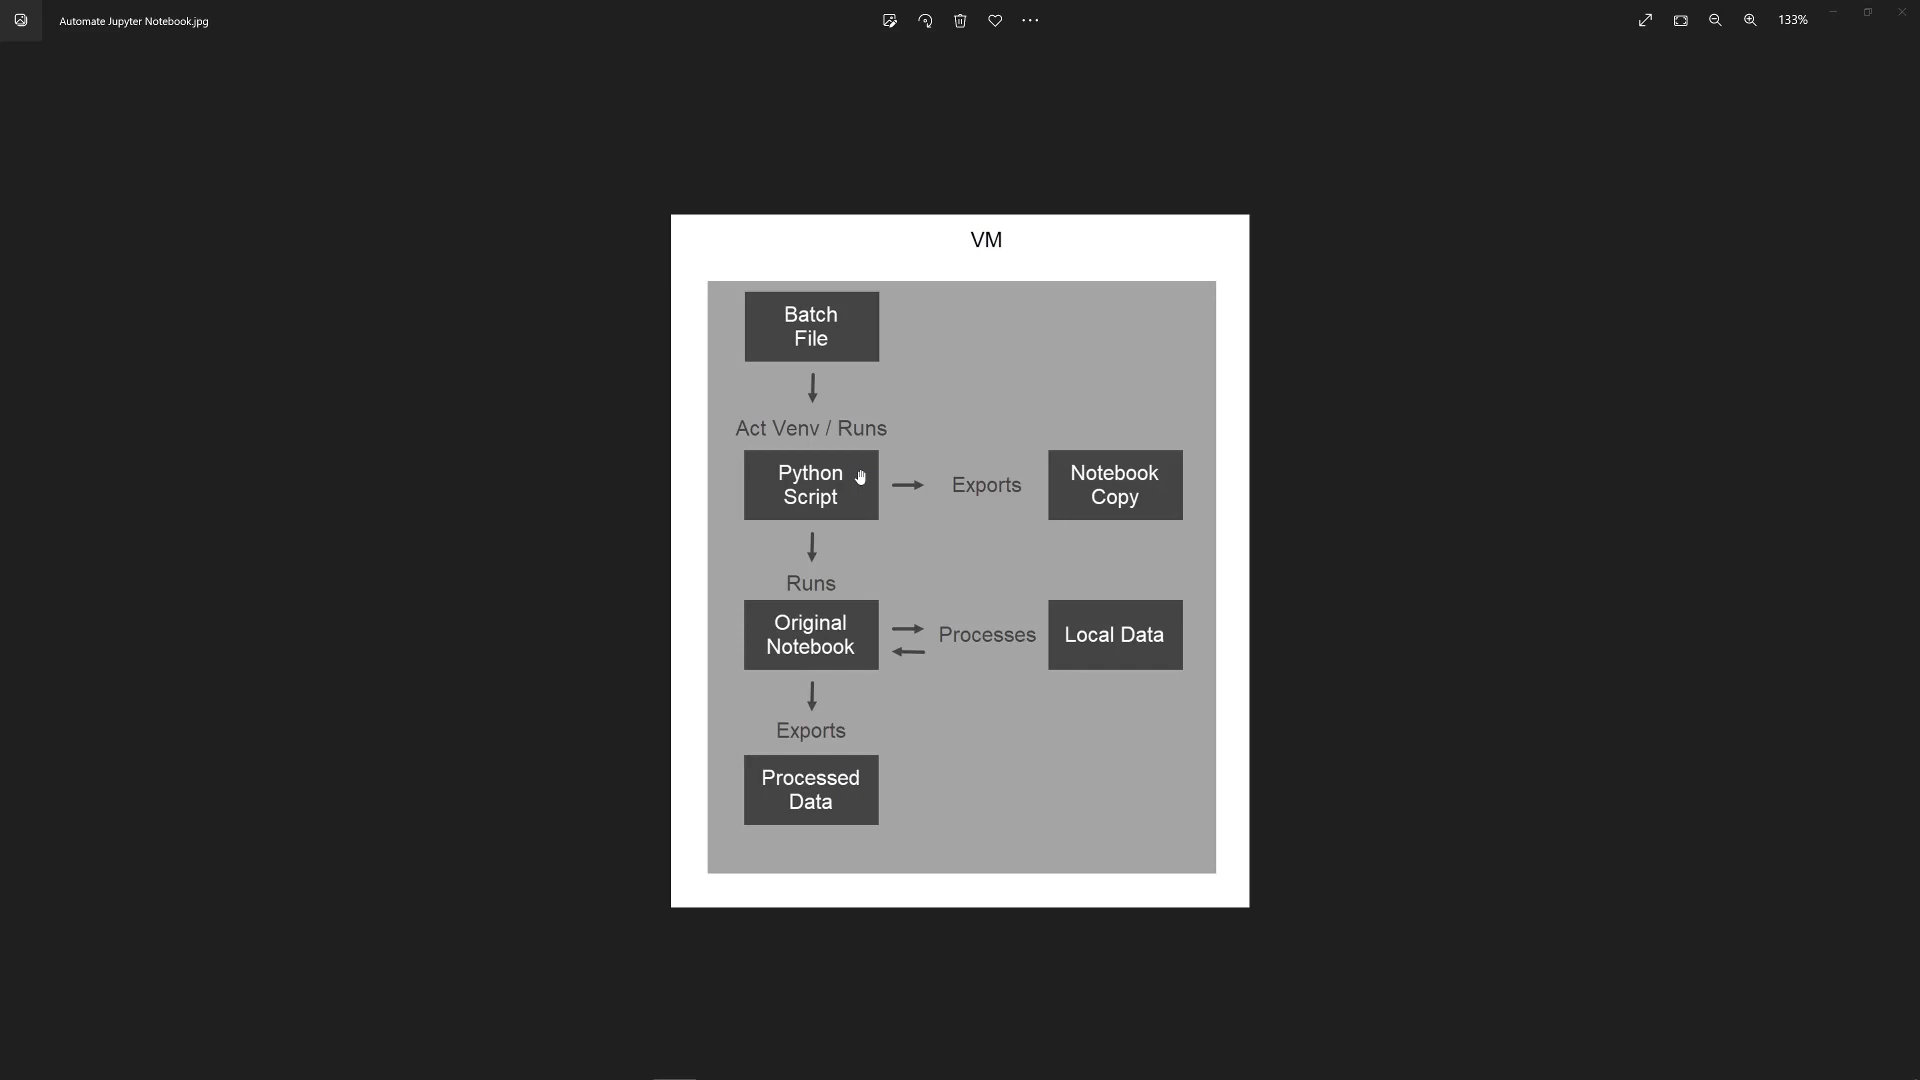 Automate Jupyter Notebook.jpg
133%
VM
Batch
File
Act Venv / Runs
Python
Script
Exports
Notebook
Copy
Runs
Original
Notebook
Processes
Local Data
Exports
Processed
Data